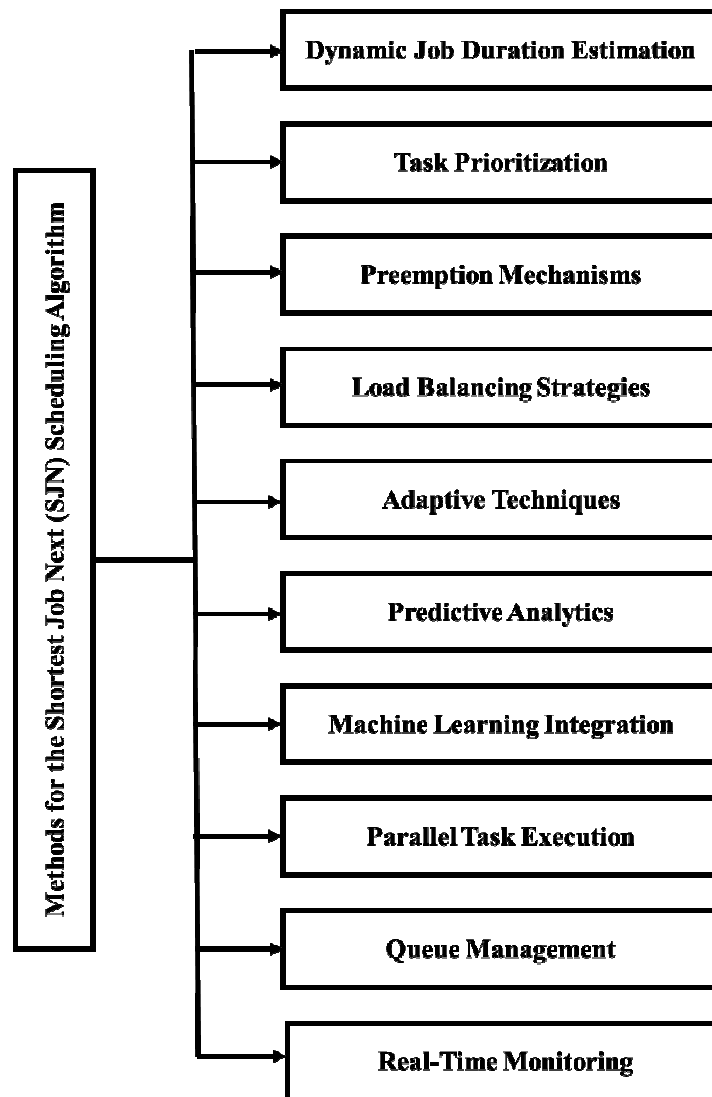 Methods for the Shortest Job Next (SJN) Scheduling Algorithm
Dynamic Job Duration Estimation
Task Prioritization
Preemption Mechanisms
Load Balancing Strategies
Adaptive Techniques
Predictive Analytics
Machine Learning Integration
Parallel Task Execution
Queue Management
Real-Time Monitoring